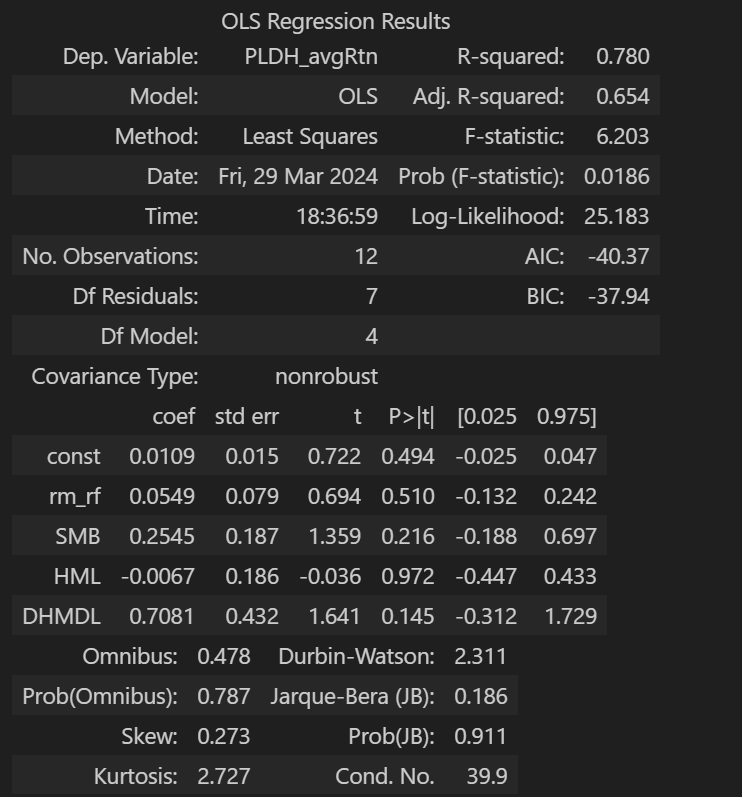 OLS Regression Results
Dep. Variable: PLDH_avgRtn R-squared: 0.780
Model: OLS Adj. R-squared: 0.654
Method: Least Squares F-statistic: 6.203
Date: Fri, 29 Mar 2024 Prob (F-statistic): 0.0186
Time: 18:36:59 Log-Likelihood: 25.183
No. Observations: 12 AIC: -40.37
Df Residuals: 7 BIC: -37.94
Df Model: 4
Covariance Type: nonrobust
coef std err t P>|t| [0.025 0.975]
const 0.0109 0.015 0.722 0.494 -0.025 0.047
rm_rf 0.0549 0.079 0.694 0.510 -0.132 0.242
SMB 0.2545 0.187 1.359 0.216 -0.188 0.697
HML -0.0067 0.186 -0.036 0.972 -0.447 0.433
DHMDL 0.7081 0.432 1.641 0.145 -0.312 1.729
Omnibus: 0.478 Durbin-Watson: 2.311
Prob(Omnibus): 0.787 Jarque-Bera (JB): 0.186
Skew: 0.273 Prob(JB): 0.911
Kurtosis: 2.727 Cond. No. 39.9